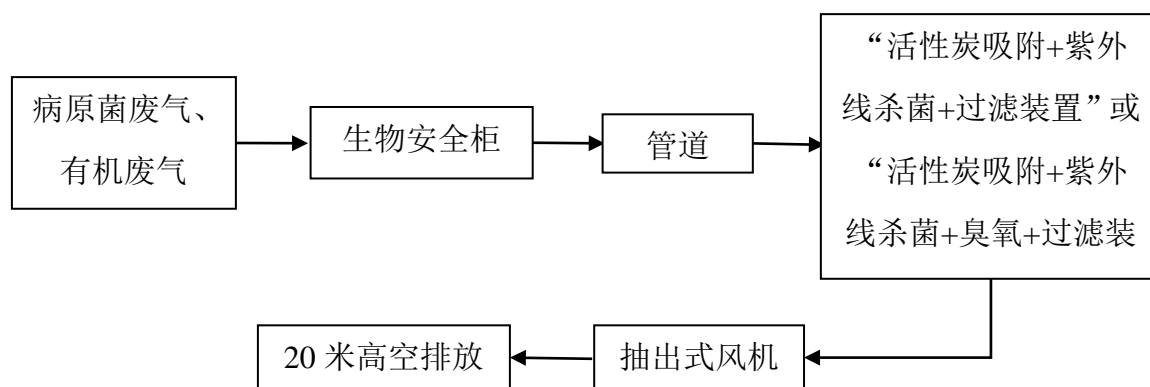 病原菌废气、
有机废气
生物安全柜
管道
“活性炭吸附+紫外
线杀菌+过滤装置”或
“活性炭吸附+紫外
线杀菌+臭氧+过滤装
抽出式风机
20 米高空排放